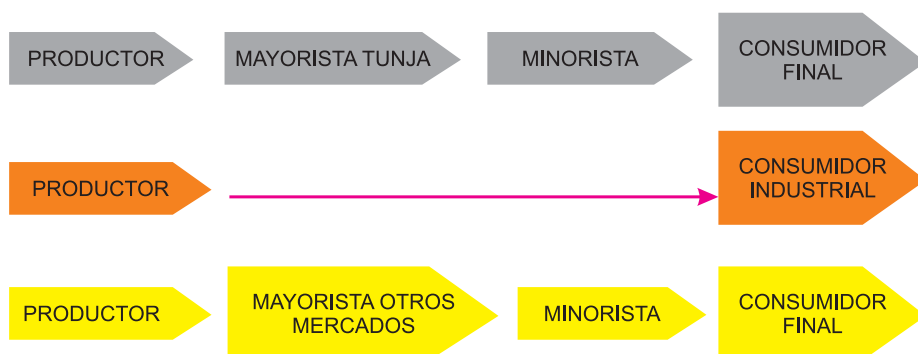 PRODUCTOR
MAYORISTA TUNJA
MINORISTA
CONSUMIDOR
FINAL
PRODUCTOR
CONSUMIDOR
INDUSTRIAL
PRODUCTOR
MAYORISTA OTROS
MERCADOS
MINORISTA
CONSUMIDOR
FINAL